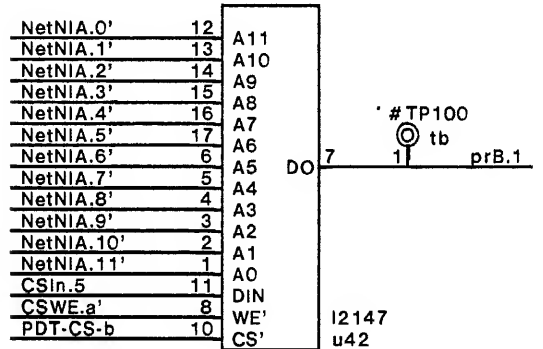 NetNIA.0' 12 A11
NetNIA.1' 13 A10
NetNIA.2' 14 A9
NetNIA.3' 15 A8
NetNIA.4' 16 A7
NetNIA.5' 17 A6
NetNIA.6' 6 A5
NetNIA.7' 5 A4
NetNIA.8' 4 A3
NetNIA.9' 3 A2
NetNIA.10' 2 A1
NetNIA.11' 1 A0
CSIn.5 11 DIN
CSWE.a' 8 WE'
PDT-CS-b 10 CS'
DO 7
#TP100
tb
1 prB.1
I2147
u42